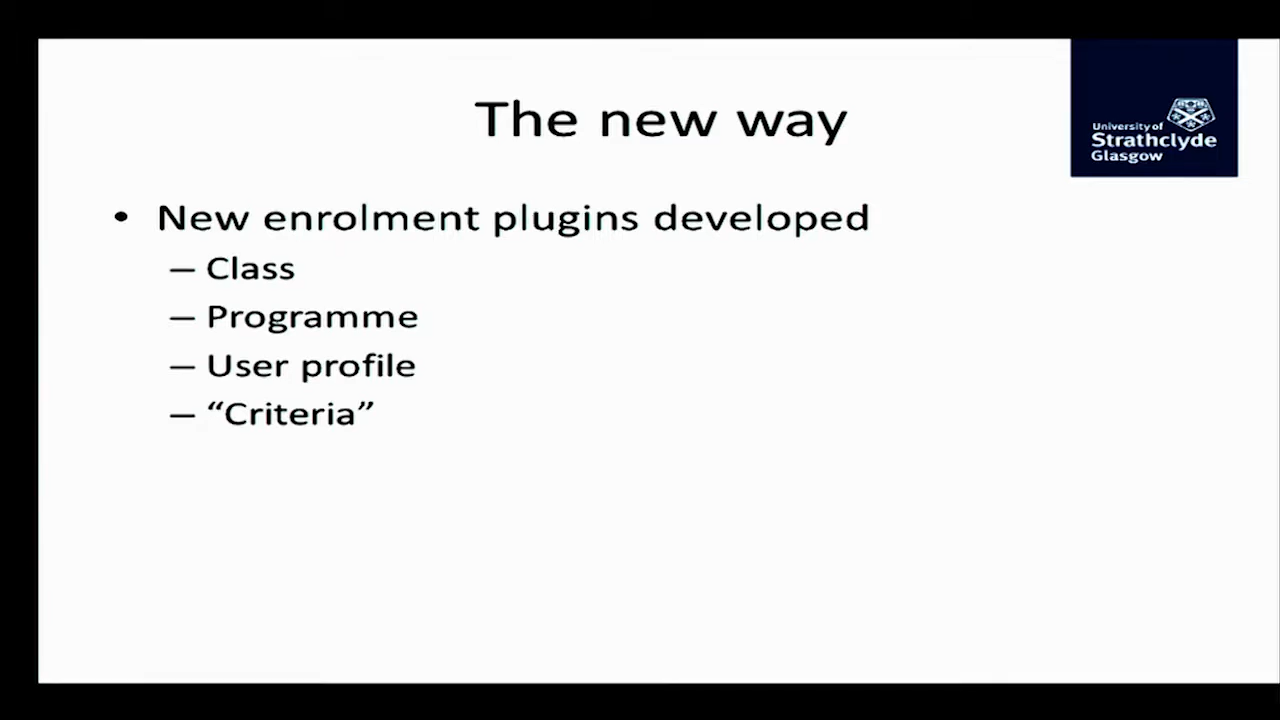 The new way
University of
Strathclyde
Glasgow
• New enrolment plugins developed
– Class
– Programme
– User profile
– “Criteria”